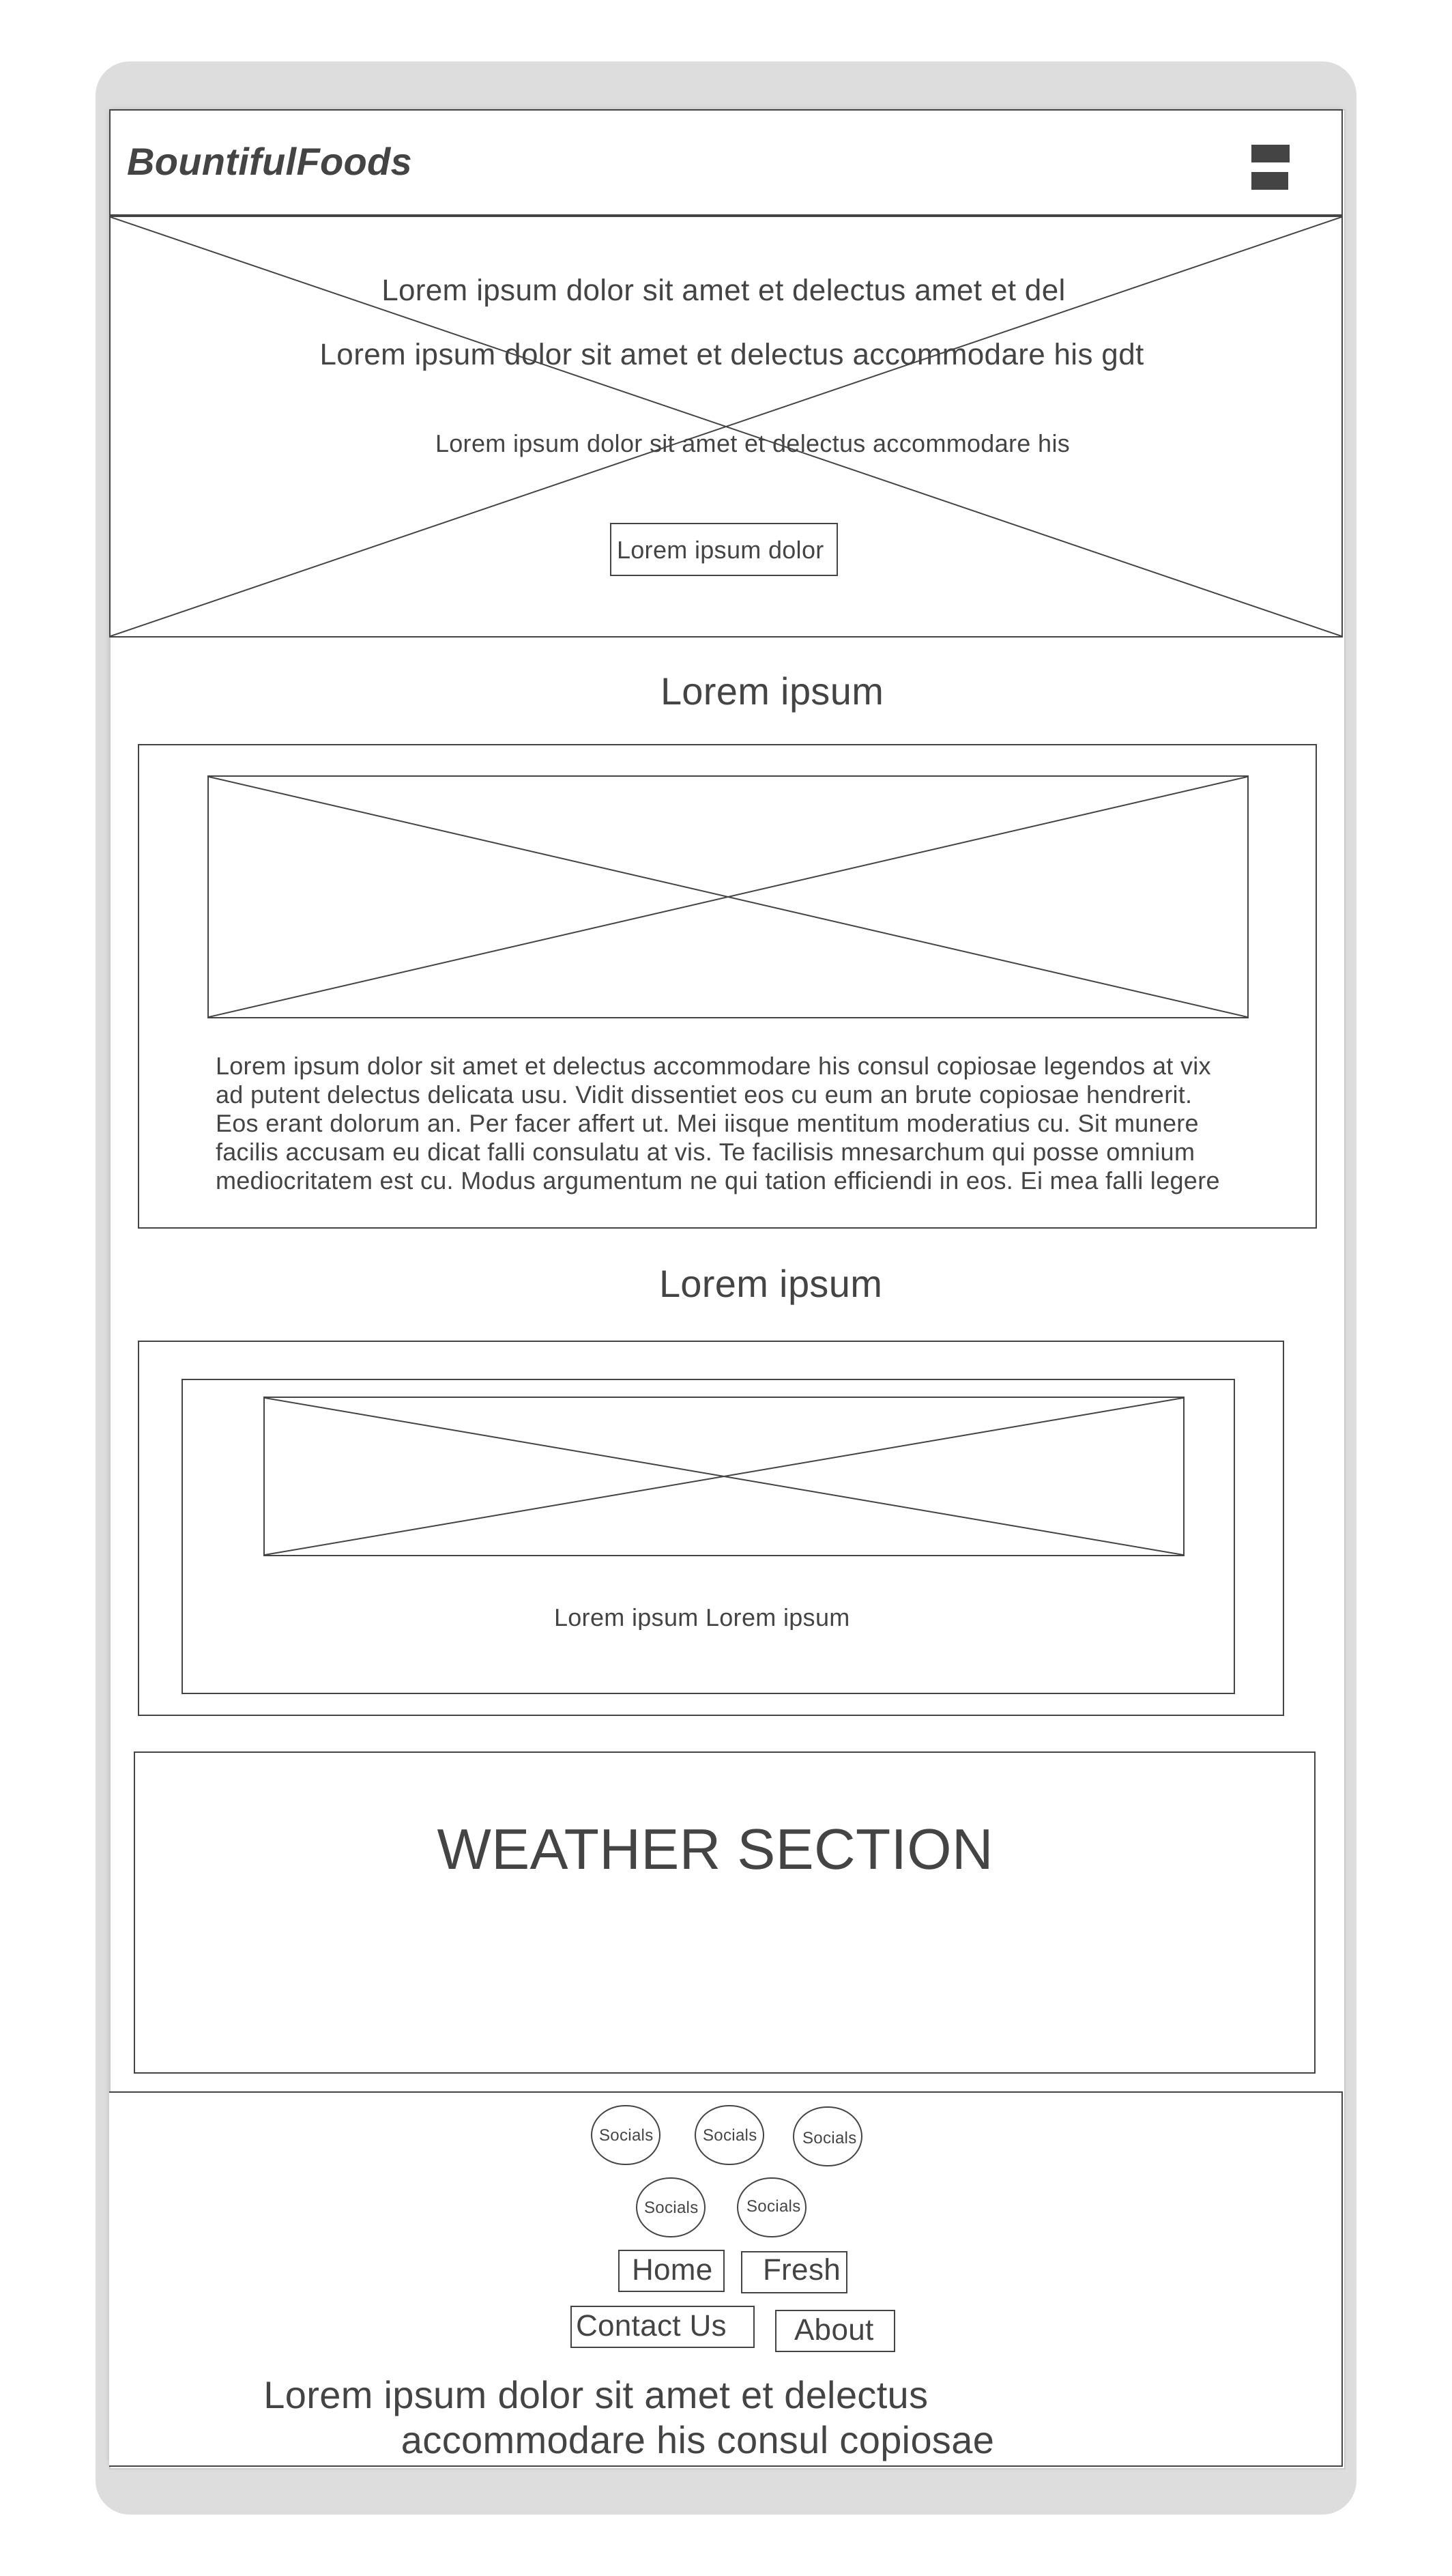 BountifulFoods
Lorem ipsum dolor sit amet et delectus amet et del
Lorem ipsum dolor sit amet et delectus accommodare his gdt
Lorem ipsum dolor sit amet et delectus accommodare his
Lorem ipsum dolor
Lorem ipsum
Lorem ipsum dolor sit amet et delectus accommodare his consul copiosae legendos at vix
ad putent delectus delicata usu. Vidit dissentiet eos cu eum an brute copiosae hendrerit.
Eos erant dolorum an. Per facer affert ut. Mei iisque mentitum moderatius cu. Sit munere
facilis accusam eu dicat falli consulatu at vis. Te facilisis mnesarchum qui posse omnium
mediocritatem est cu. Modus argumentum ne qui tation efficiendi in eos. Ei mea falli legere
Lorem ipsum
Lorem ipsum Lorem ipsum
WEATHER SECTION
Socials Socials Socials
Socials Socials
Home Fresh
Contact Us About
Lorem ipsum dolor sit amet et delectus
accommodare his consul copiosae